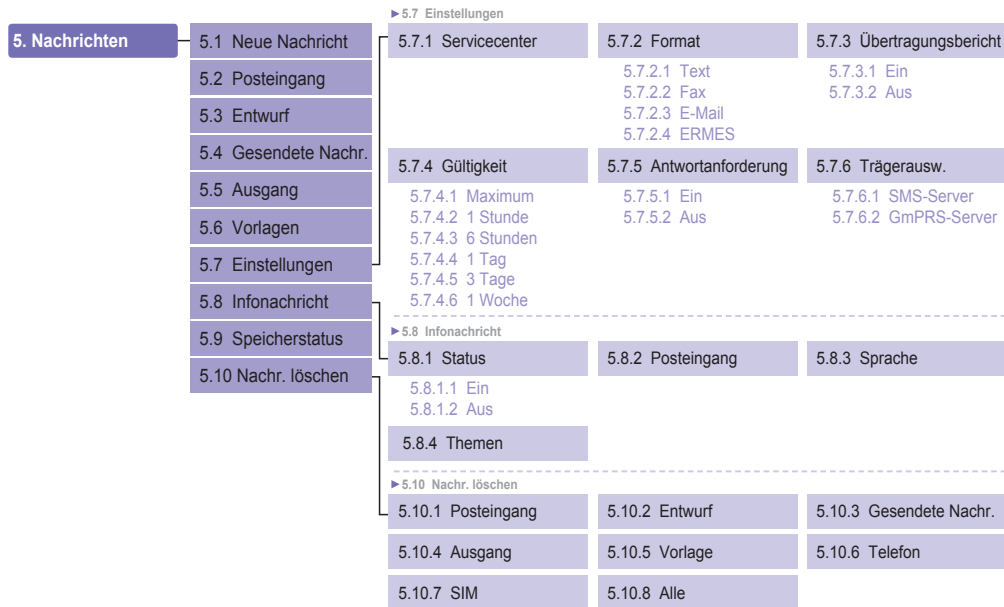 5. Nachrichten
5.1 Neue Nachricht
5.2 Posteingang
5.3 Entwurf
5.4 Gesendete Nachr.
5.5 Ausgang
5.6 Vorlagen
5.7 Einstellungen
5.8 Infonachricht
5.9 Speicherstatus
5.10 Nachr. löschen
►5.7 Einstellungen
5.7.1 Servicecenter
5.7.2 Format
5.7.2.1 Text
5.7.2.2 Fax
5.7.2.3 E-Mail
5.7.2.4 ERMES
5.7.3 Übertragungsbericht
5.7.3.1 Ein
5.7.3.2 Aus
5.7.4 Gültigkeit
5.7.4.1 Maximum
5.7.4.2 1 Stunde
5.7.4.3 6 Stunden
5.7.4.4 1 Tag
5.7.4.5 3 Tage
5.7.4.6 1 Woche
5.7.5 Antwortanforderung
5.7.5.1 Ein
5.7.5.2 Aus
5.7.6 Trägerausw.
5.7.6.1 SMS-Server
5.7.6.2 GmPRS-Server
►5.8 Infonachricht
5.8.1 Status
5.8.1.1 Ein
5.8.1.2 Aus
5.8.2 Posteingang
5.8.3 Sprache
5.8.4 Themen
►5.10 Nachr. löschen
5.10.1 Posteingang
5.10.2 Entwurf
5.10.3 Gesendete Nachr.
5.10.4 Ausgang
5.10.5 Vorlage
5.10.6 Telefon
5.10.7 SIM
5.10.8 Alle